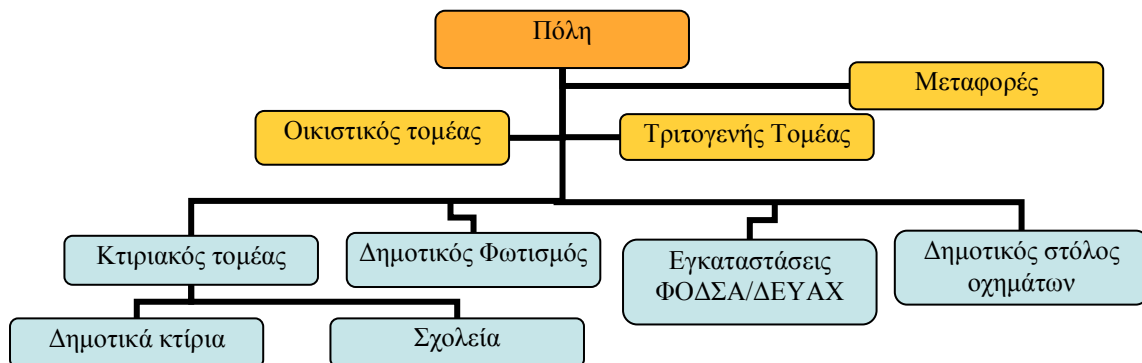 Πόλη
Μεταφορές
Οικιστικός τομέας
Τριτογενής Τομέας
Κτιριακός τομέας
Δημοτικός Φωτισμός
Εγκαταστάσεις
ΦΟΔΣΑ/ΔΕΥΑΧ
Δημοτικός στόλος
οχημάτων
Δημοτικά κτίρια
Σχολεία